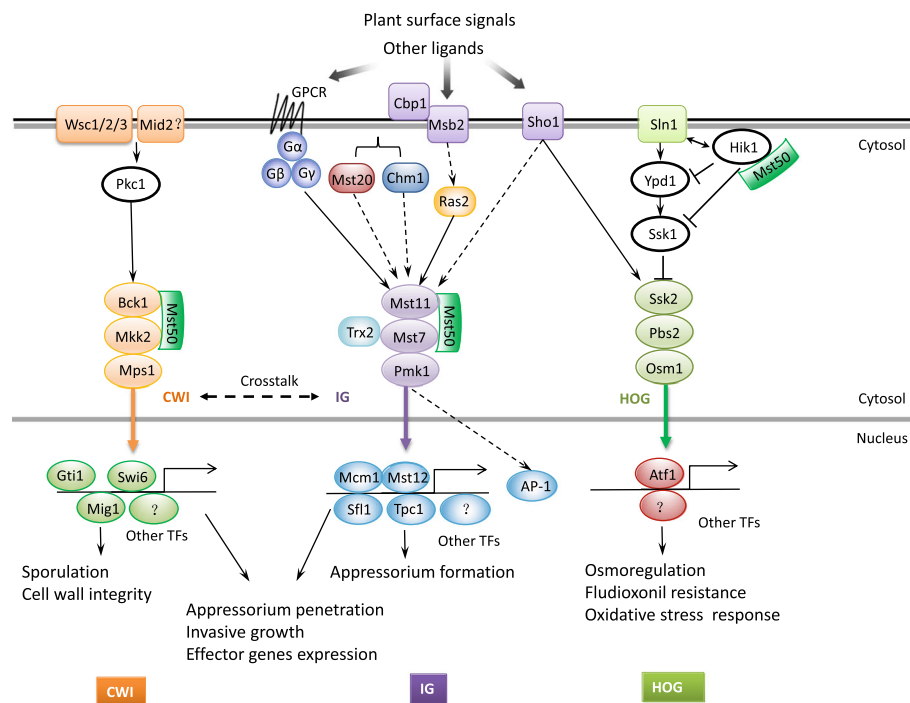 Plant surface signals
Other ligands
GPCR
Cbp1
Wsc1/2/3
Mid2?
Msb2
Sho1
Sln1
Hik1
Cytosol
Gα
Gβ
Gγ
Mst20
Chm1
Ypd1
Mst50
Pkc1
Ras2
Ssk1
Bck1
Mst50
Mkk2
Mps1
Mst11
Trx2
Mst7
Mst50
Pmk1
Ssk2
Pbs2
Osm1
CWI
Crosstalk
IG
HOG
Cytosol
Nucleus
Gti1
Swi6
Mig1
?
Other TFs
Mcm1
Mst12
Sfl1
Tpc1
?
Other TFs
AP-1
Atf1
?
Other TFs
Sporulation
Cell wall integrity
Appressorium formation
Osmoregulation
Fludioxonil resistance
Oxidative stress response
Appressorium penetration
Invasive growth
Effector genes expression
CWI
IG
HOG